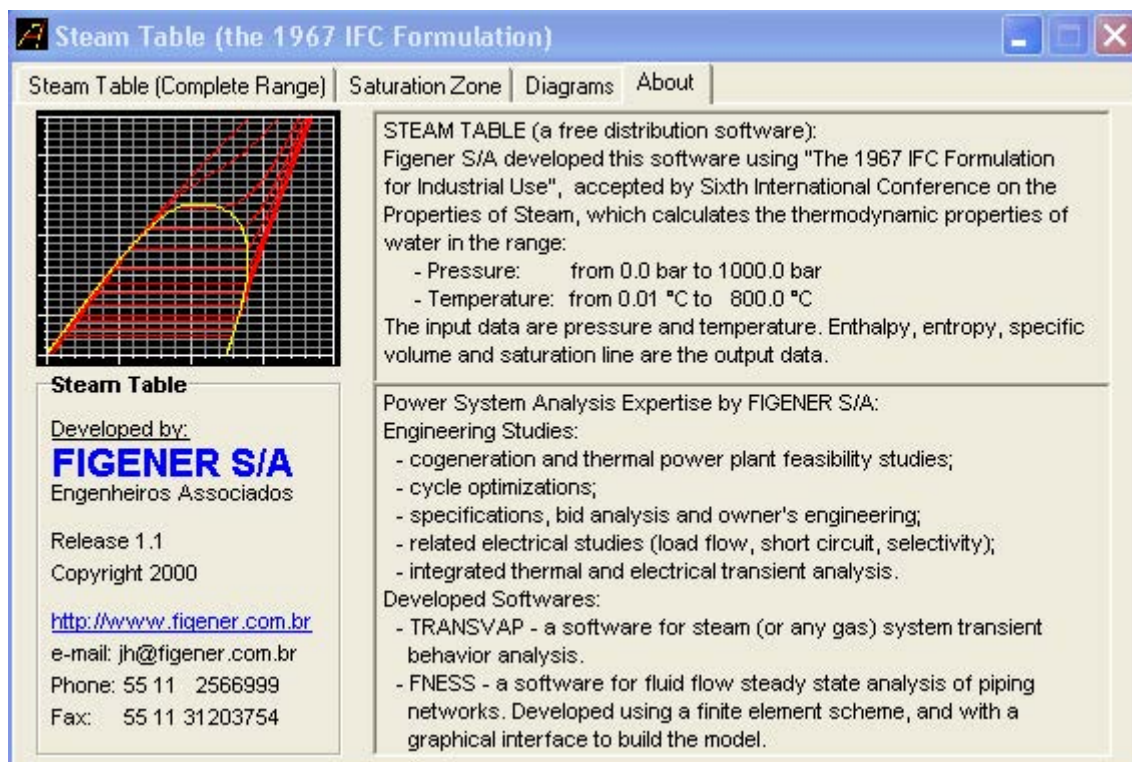 Steam Table (the 1967 IFC Formulation)
Steam Table (Complete Range)
Saturation Zone
Diagrams
About
STEAM TABLE (a free distribution software):
Figener S/A developed this software using "The 1967 IFC Formulation
for Industrial Use", accepted by Sixth International Conference on the
Properties of Steam, which calculates the thermodynamic properties of
water in the range:
- Pressure: from 0.0 bar to 1000.0 bar
- Temperature: from 0.01 °C to 800.0 °C
The input data are pressure and temperature. Enthalpy, entropy, specific
volume and saturation line are the output data.
Steam Table
Developed by:
FIGENER S/A
Engenheiros Associados
Release 1.1
Copyright 2000
http://www.figener.com.br
e-mail: jh@figener.com.br
Phone: 55 11 2566999
Fax: 55 11 31203754
Power System Analysis Expertise by FIGENER S/A:
Engineering Studies:
- cogeneration and thermal power plant feasibility studies;
- cycle optimizations;
- specifications, bid analysis and owner's engineering;
- related electrical studies (load flow, short circuit, selectivity);
- integrated thermal and electrical transient analysis.
Developed Softwares:
- TRANSVAP - a software for steam (or any gas) system transient
behavior analysis.
- FNESS - a software for fluid flow steady state analysis of piping
networks. Developed using a finite element scheme, and with a
graphical interface to build the model.